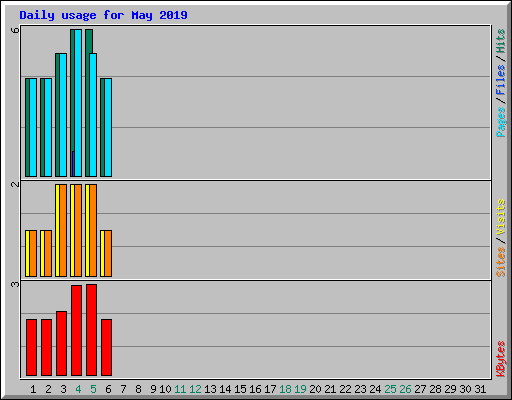 Daily usage for May 2019
6
2
3
Pages/Files/Hits
Sites/Visits
KBytes
1 2 3 4 5 6 7 8 9 10 11 12 13 14 15 16 17 18 19 20 21 22 23 24 25 26 27 28 29 30 31